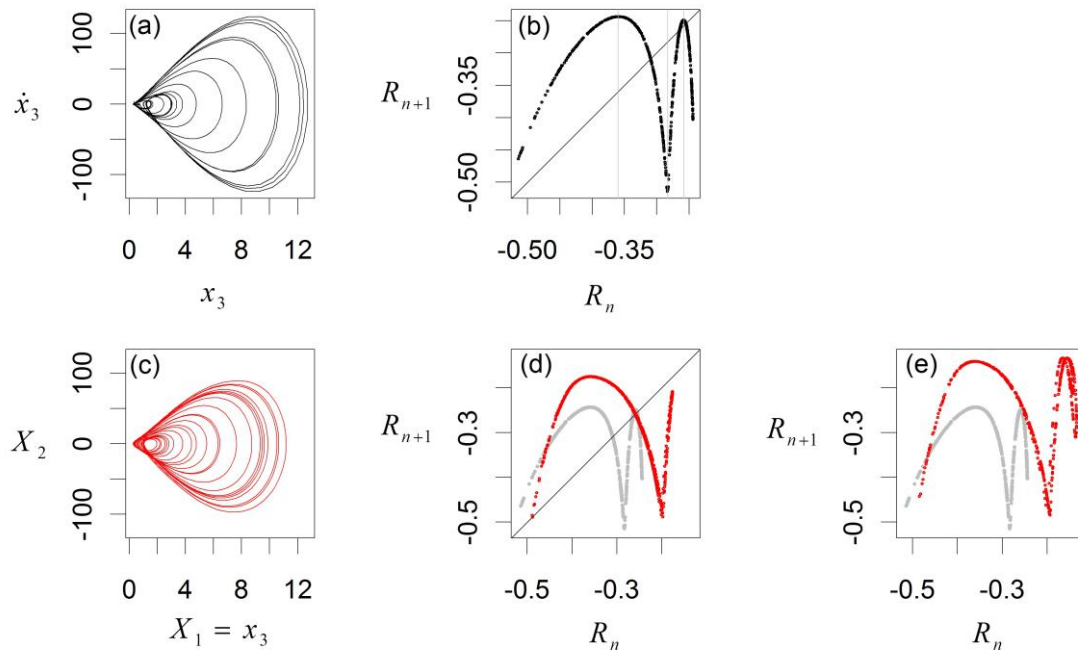 (a)
100
0
-100
ẋ₃
0 4 8 12
x₃
(b)
-0.35
-0.50
Rₙ₊₁
-0.50 -0.35
Rₙ
(c)
100
0
-100
X₂
0 4 8 12
X₁ = x₃
(d)
-0.3
-0.5
Rₙ₊₁
-0.5 -0.3
Rₙ
(e)
-0.3
-0.5
Rₙ₊₁
-0.5 -0.3
Rₙ